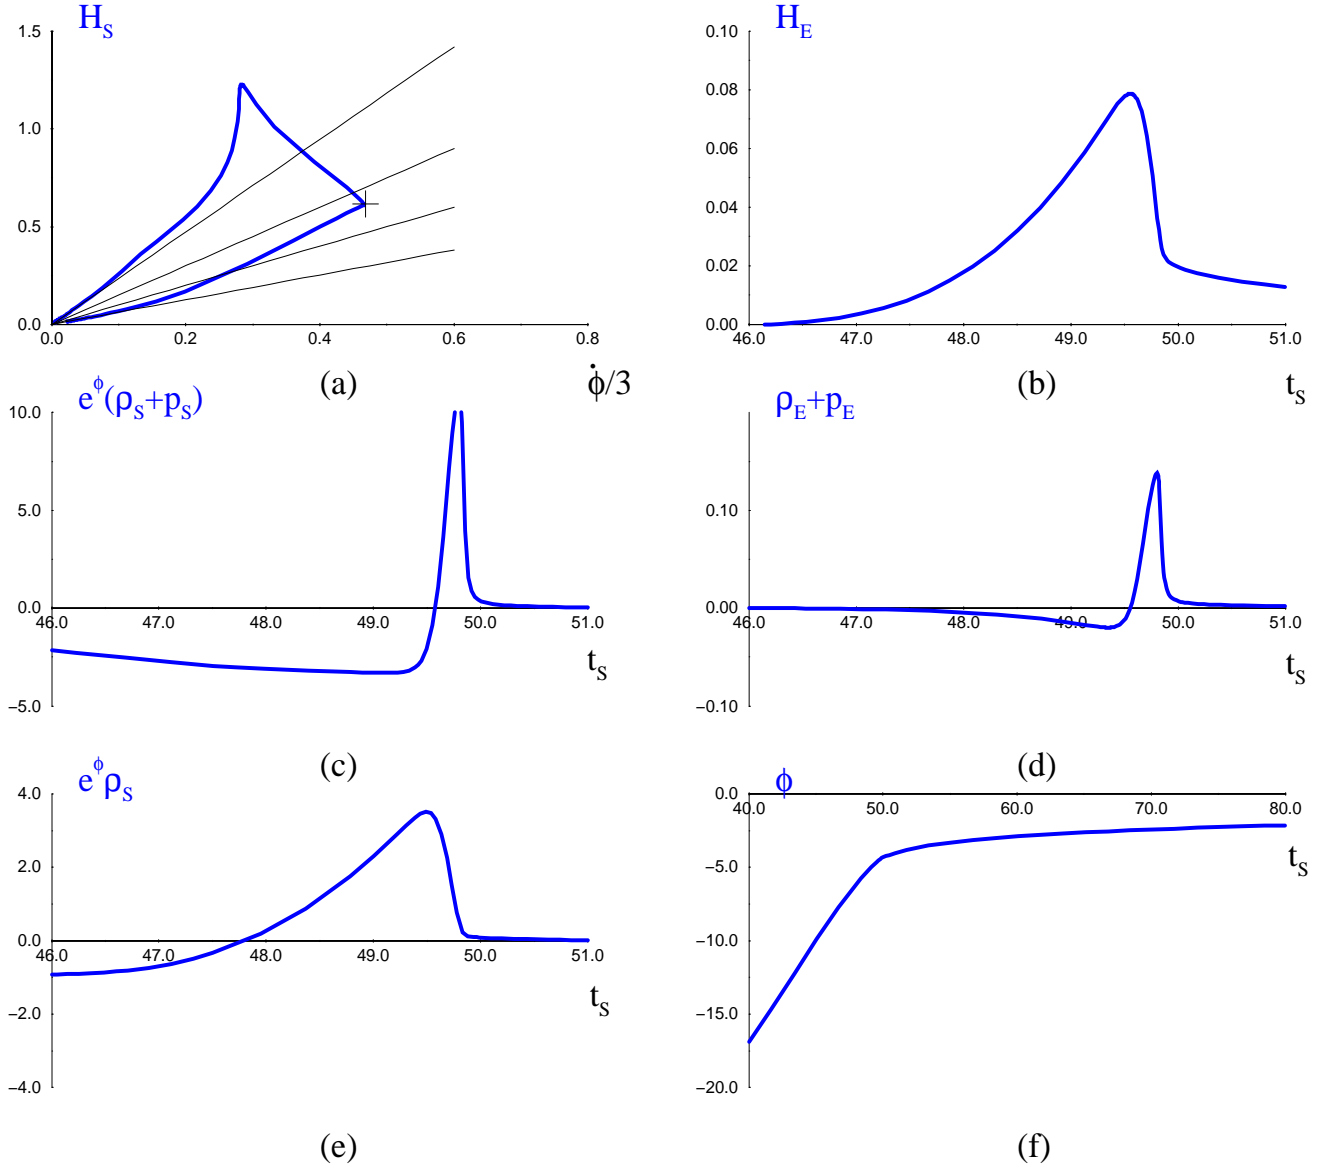 H_S
1.5
1.0
0.5
0.0
0.0 0.2 0.4 0.6 0.8
(a)
φ̇/3
H_E
0.10
0.08
0.06
0.04
0.02
0.00
46.0 47.0 48.0 49.0 50.0 51.0
(b)
t_S
e^φ(ρ_S+p_S)
10.0
5.0
0.0
46.0 47.0 48.0 49.0 50.0 51.0
t_S
−5.0
(c)
ρ_E+p_E
0.10
0.00
46.0 47.0 48.0 49.0 50.0 51.0
t_S
−0.10
(d)
e^φρ_S
4.0
2.0
0.0
46.0 47.0 48.0 49.0 50.0 51.0
t_S
−2.0
−4.0
(e)
φ
0.0
40.0 50.0 60.0 70.0 80.0
t_S
−5.0
−10.0
−15.0
−20.0
(f)